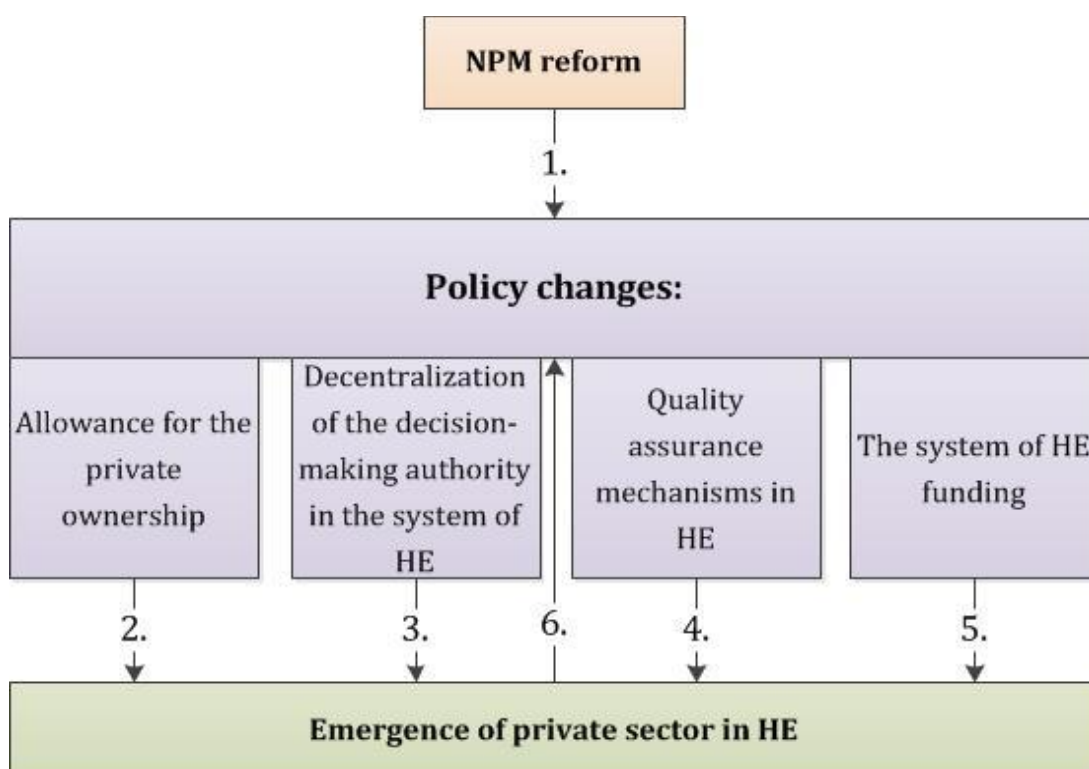 NPM reform
1.
Policy changes:
Allowance for the
private
ownership
Decentralization
of the decision-
making authority
in the system of
HE
Quality
assurance
mechanisms in
HE
The system of HE
funding
2.
3.
6.
4.
5.
Emergence of private sector in HE